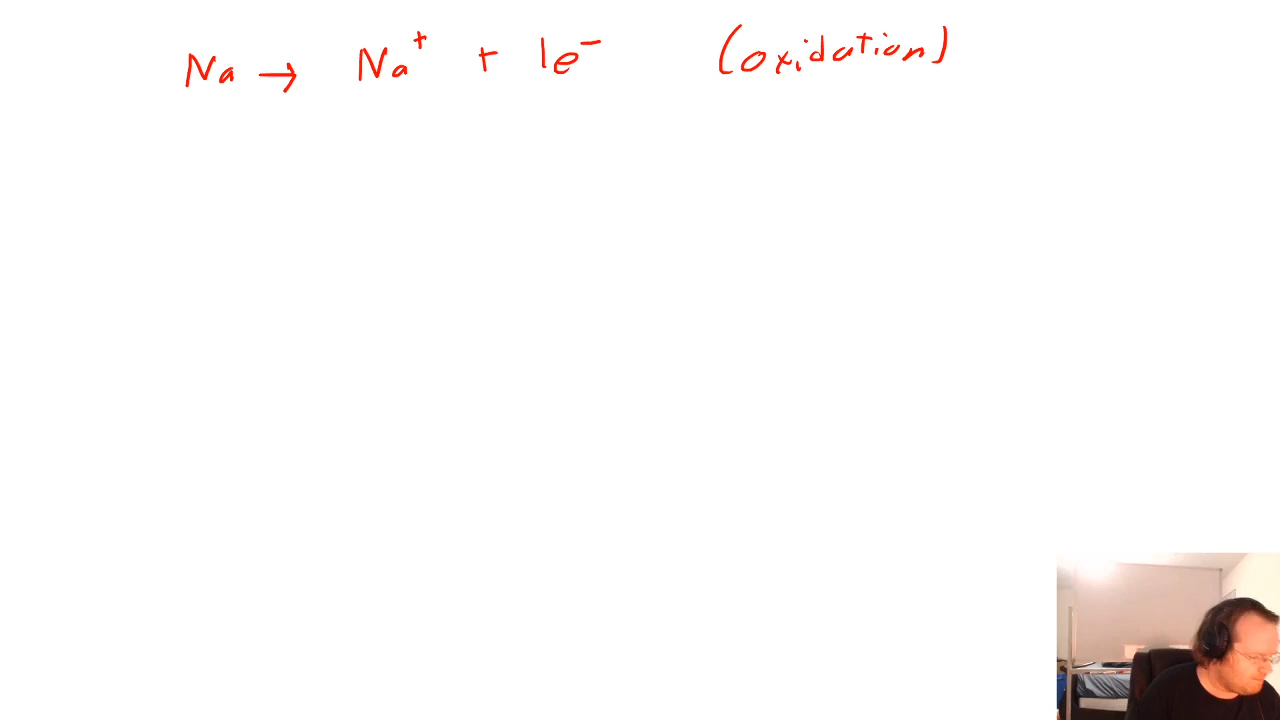 Na → Na⁺ + 1e⁻ (oxidation)